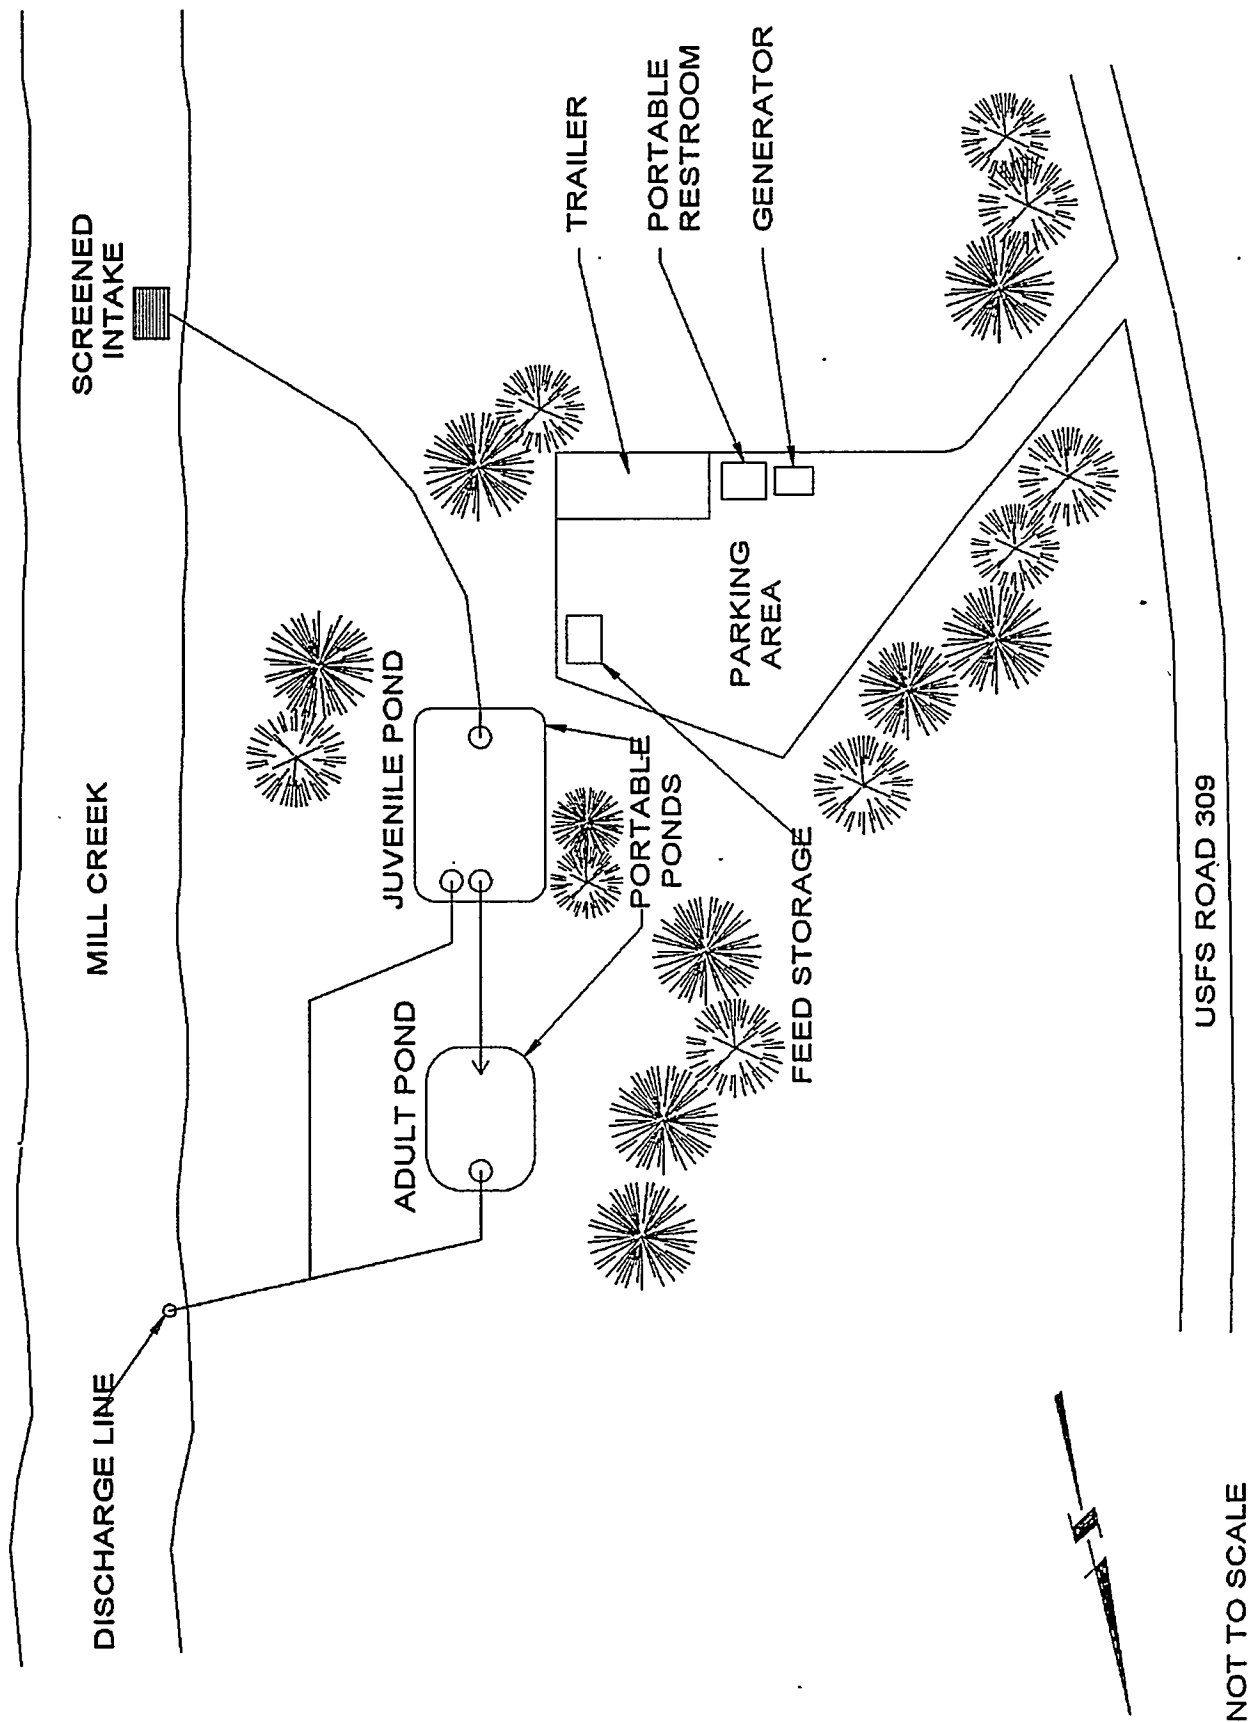 MILL CREEK
SCREENED
INTAKE
DISCHARGE LINE
JUVENILE POND
ADULT POND
PORTABLE
PONDS
TRAILER
PORTABLE
RESTROOM
GENERATOR
PARKING
AREA
FEED STORAGE
USFS ROAD 309
NOT TO SCALE